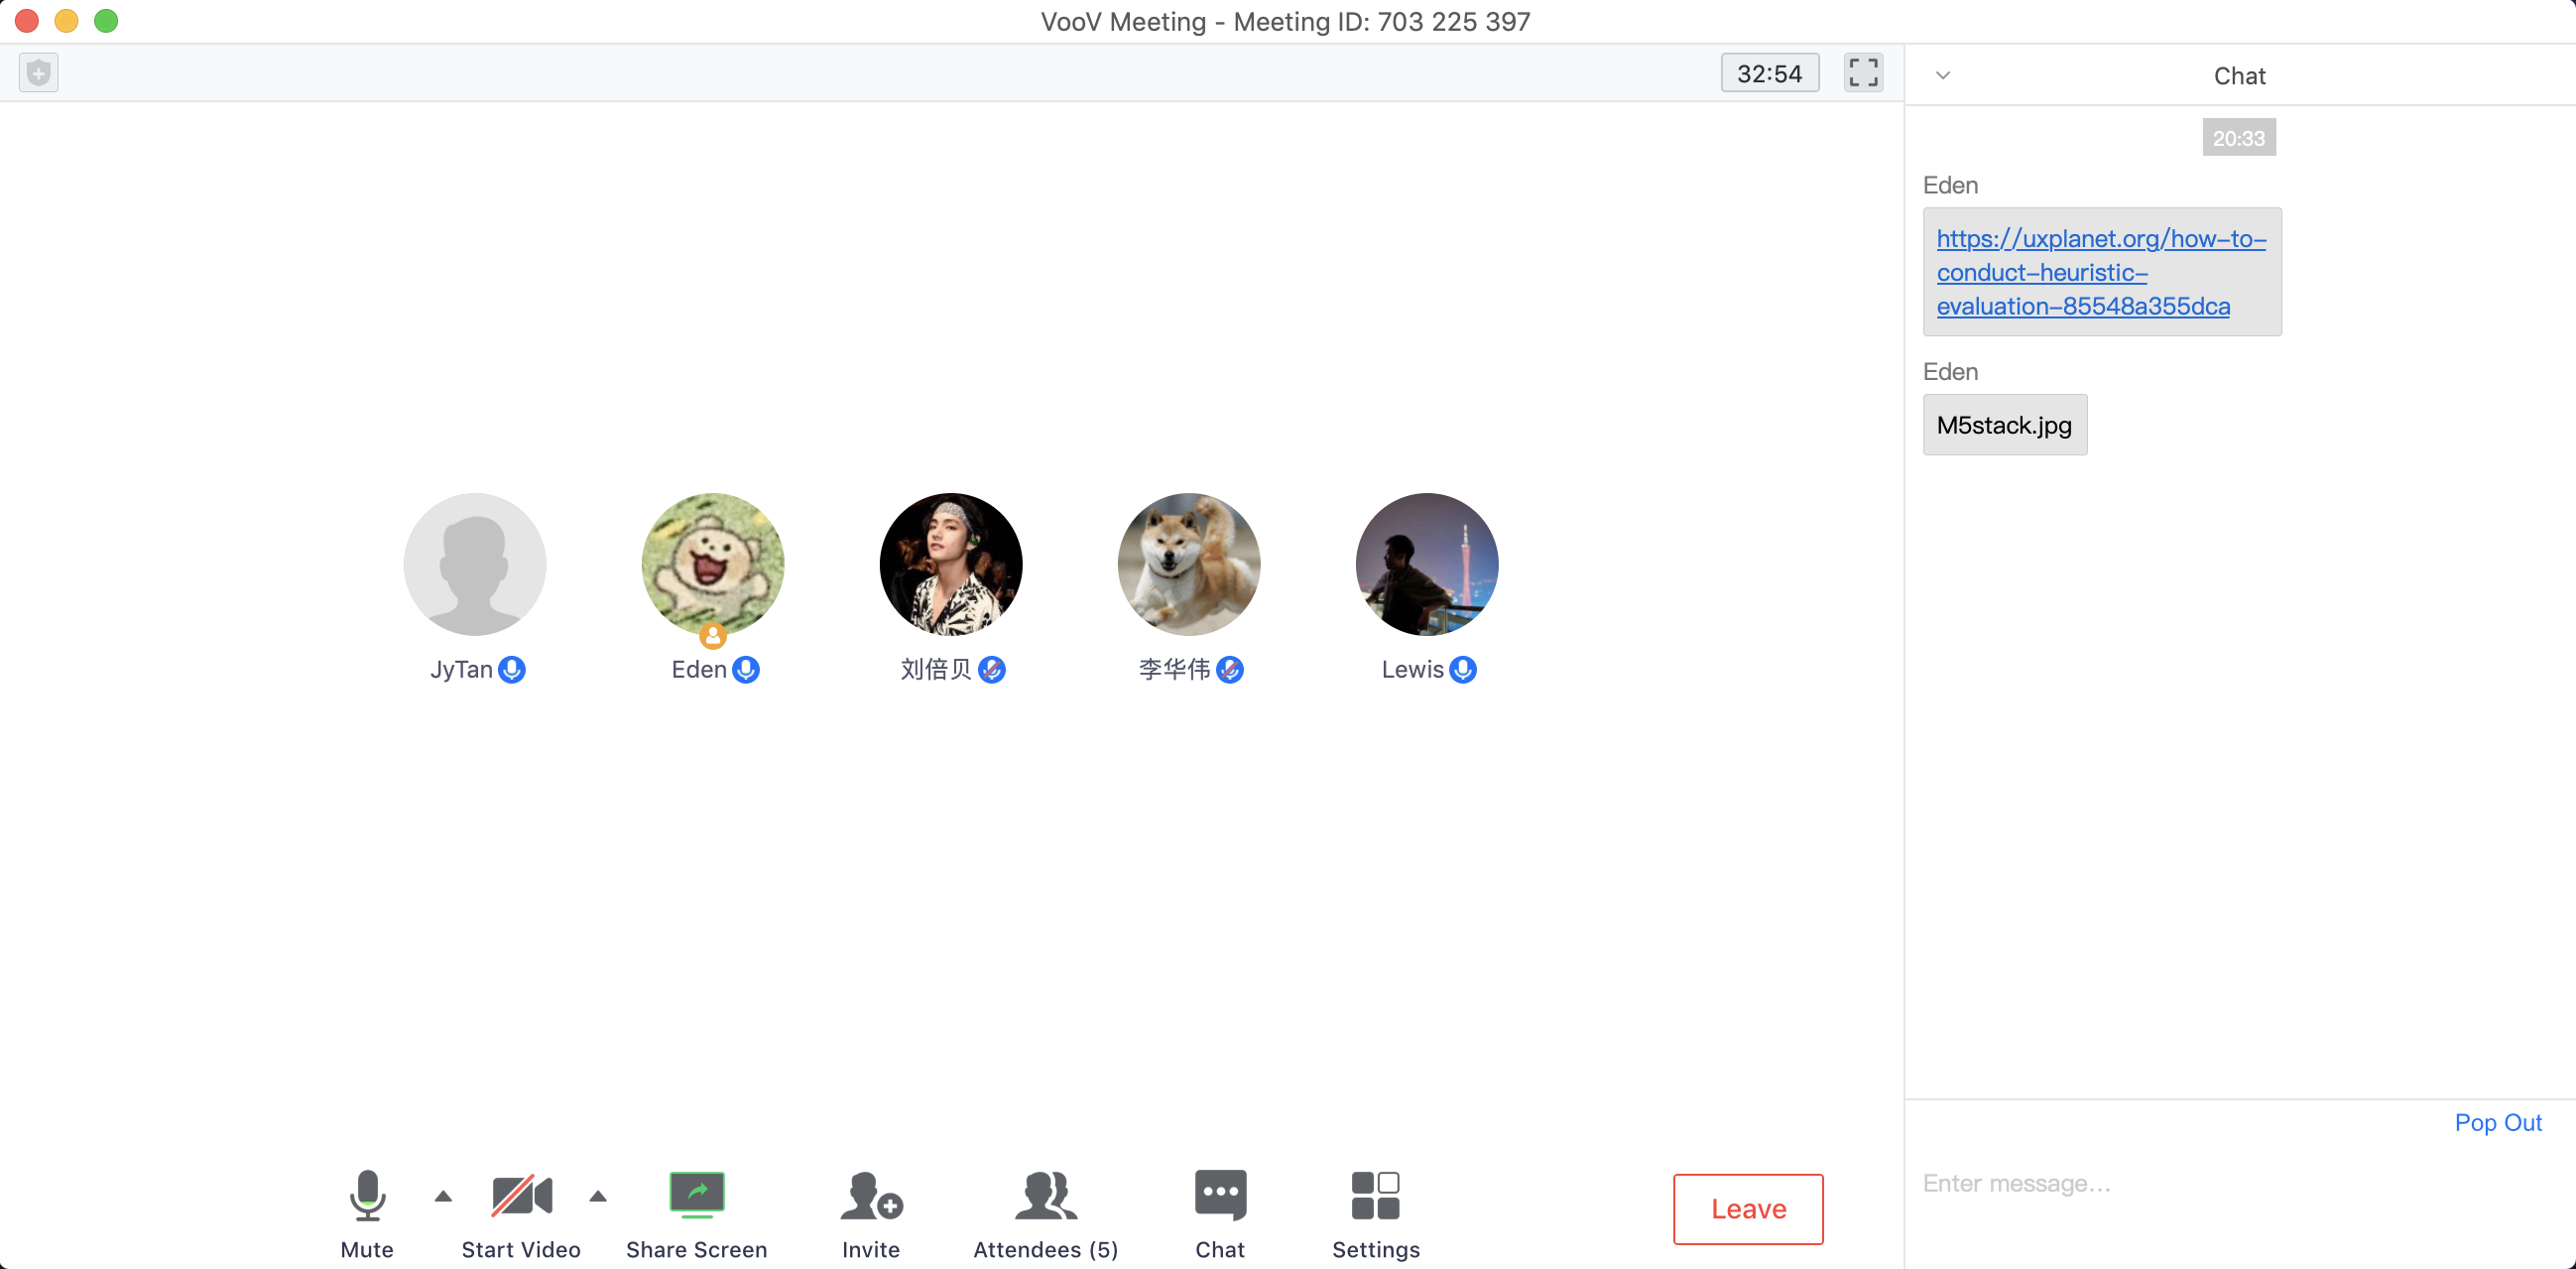 VooV Meeting - Meeting ID: 703 225 397
32:54
Chat
20:33
Eden
https://uxplanet.org/how-to-
conduct-heuristic-
evaluation-85548a355dca
Eden
M5stack.jpg
JyTan
Eden
刘倍贝
李华伟
Lewis
Pop Out
Enter message...
Mute
Start Video
Share Screen
Invite
Attendees (5)
Chat
Settings
Leave